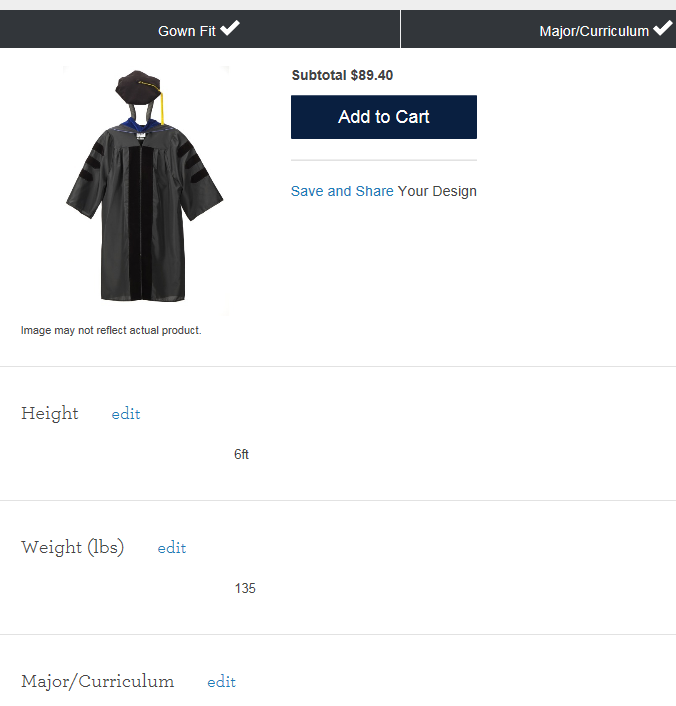 Gown Fit
Major/Curriculum
Subtotal $89.40
Add to Cart
Save and Share Your Design
Image may not reflect actual product.
Height edit
6ft
Weight (lbs) edit
135
Major/Curriculum edit